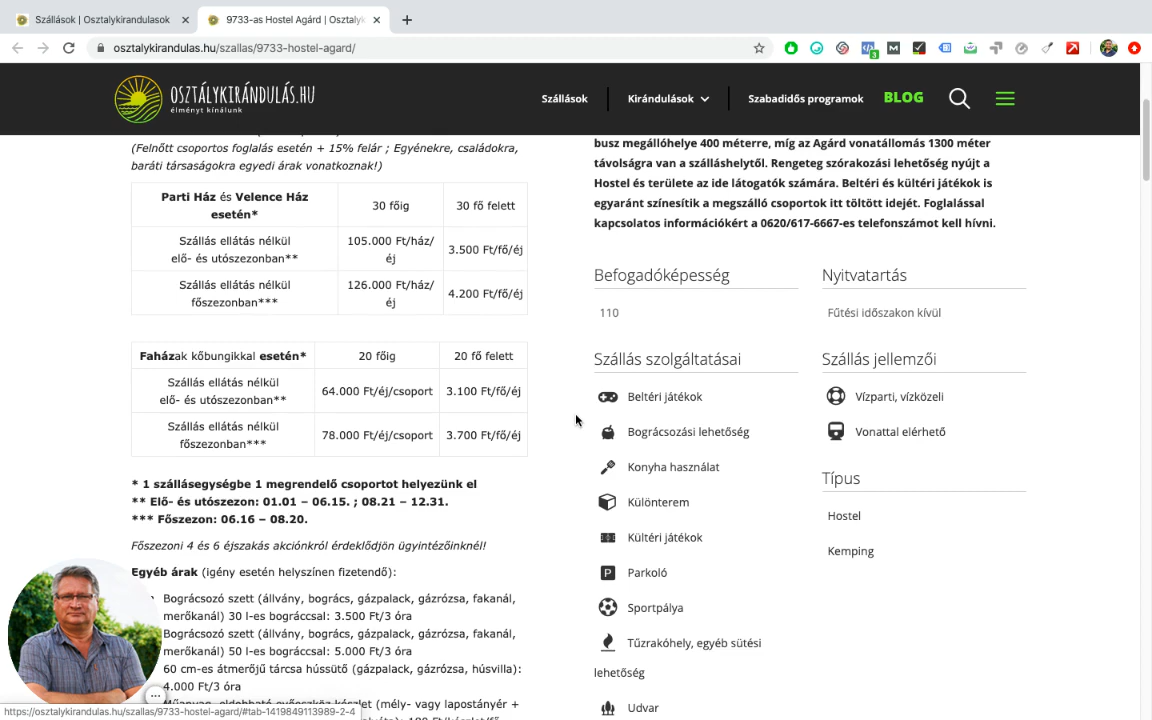 Szállások | Osztalykirandulasok
9733-as Hostel Agárd | Osztalyk
osztalykirandulas.hu/szallas/9733-hostel-agard/
OSZTÁLYKIRÁNDULÁS.HU
élményt kínálunk
Szállások
Kirándulások
Szabadidős programok
BLOG
(Felnőtt csoportos foglalás esetén + 15% felár ; Egyénekre, családokra,
baráti társaságokra egyedi árak vonatkoznak!)
Parti Ház és Velence Ház
esetén*
30 főig
30 fő felett
Szállás ellátás nélkül
elő- és utószezonban**
105.000 Ft/ház/
éj
3.500 Ft/fő/éj
Szállás ellátás nélkül
főszezonban***
126.000 Ft/ház/
éj
4.200 Ft/fő/éj
Faházak kőbungikkal esetén*
20 főig
20 fő felett
Szállás ellátás nélkül
elő- és utószezonban**
64.000 Ft/éj/csoport
3.100 Ft/fő/éj
Szállás ellátás nélkül
főszezonban***
78.000 Ft/éj/csoport
3.700 Ft/fő/éj
* 1 szállásegységbe 1 megrendelő csoportot helyezünk el
** Elő- és utószezon: 01.01 – 06.15. ; 08.21 – 12.31.
*** Főszezon: 06.16 – 08.20.
Főszezoni 4 és 6 éjszakás akciónkról érdeklődjön ügyintézőinknél!
Egyéb árak (igény esetén helyszínen fizetendő):
Bográcsozó szett (állvány, bogrács, gázpalack, gázrózsa, fakanál,
merőkanál) 30 l-es bográccsal: 3.500 Ft/3 óra
Bográcsozó szett (állvány, bogrács, gázpalack, gázrózsa, fakanál,
merőkanál) 50 l-es bográccsal: 5.000 Ft/3 óra
60 cm-es átmérőjű tárcsa hússütő (gázpalack, gázrózsa, húsvilla):
4.000 Ft/3 óra
Műanyag, eldobható evőeszköz készlet (mély- vagy lapostányér +
busz megállóhelye 400 méterre, míg az Agárd vonatállomás 1300 méter
távolságra van a szálláshelytől. Rengeteg szórakozási lehetőség nyújt a
Hostel és területe az ide látogatók számára. Beltéri és kültéri játékok is
egyaránt színesítik a megszálló csoportok itt töltött idejét. Foglalással
kapcsolatos információkért a 0620/617-6667-es telefonszámot kell hívni.
Befogadóképesség
110
Nyitvatartás
Fűtési időszakon kívül
Szállás szolgáltatásai
Beltéri játékok
Bográcsozási lehetőség
Konyha használat
Különterem
Kültéri játékok
P
Parkoló
Sportpálya
Tűzrakóhely, egyéb sütési
lehetőség
Udvar
Szállás jellemzői
Vízparti, vízközeli
Vonattal elérhető
Típus
Hostel
Kemping
https://osztalykirandulas.hu/szallas/9733-hostel-agard/#tab-1419849113989-2-4